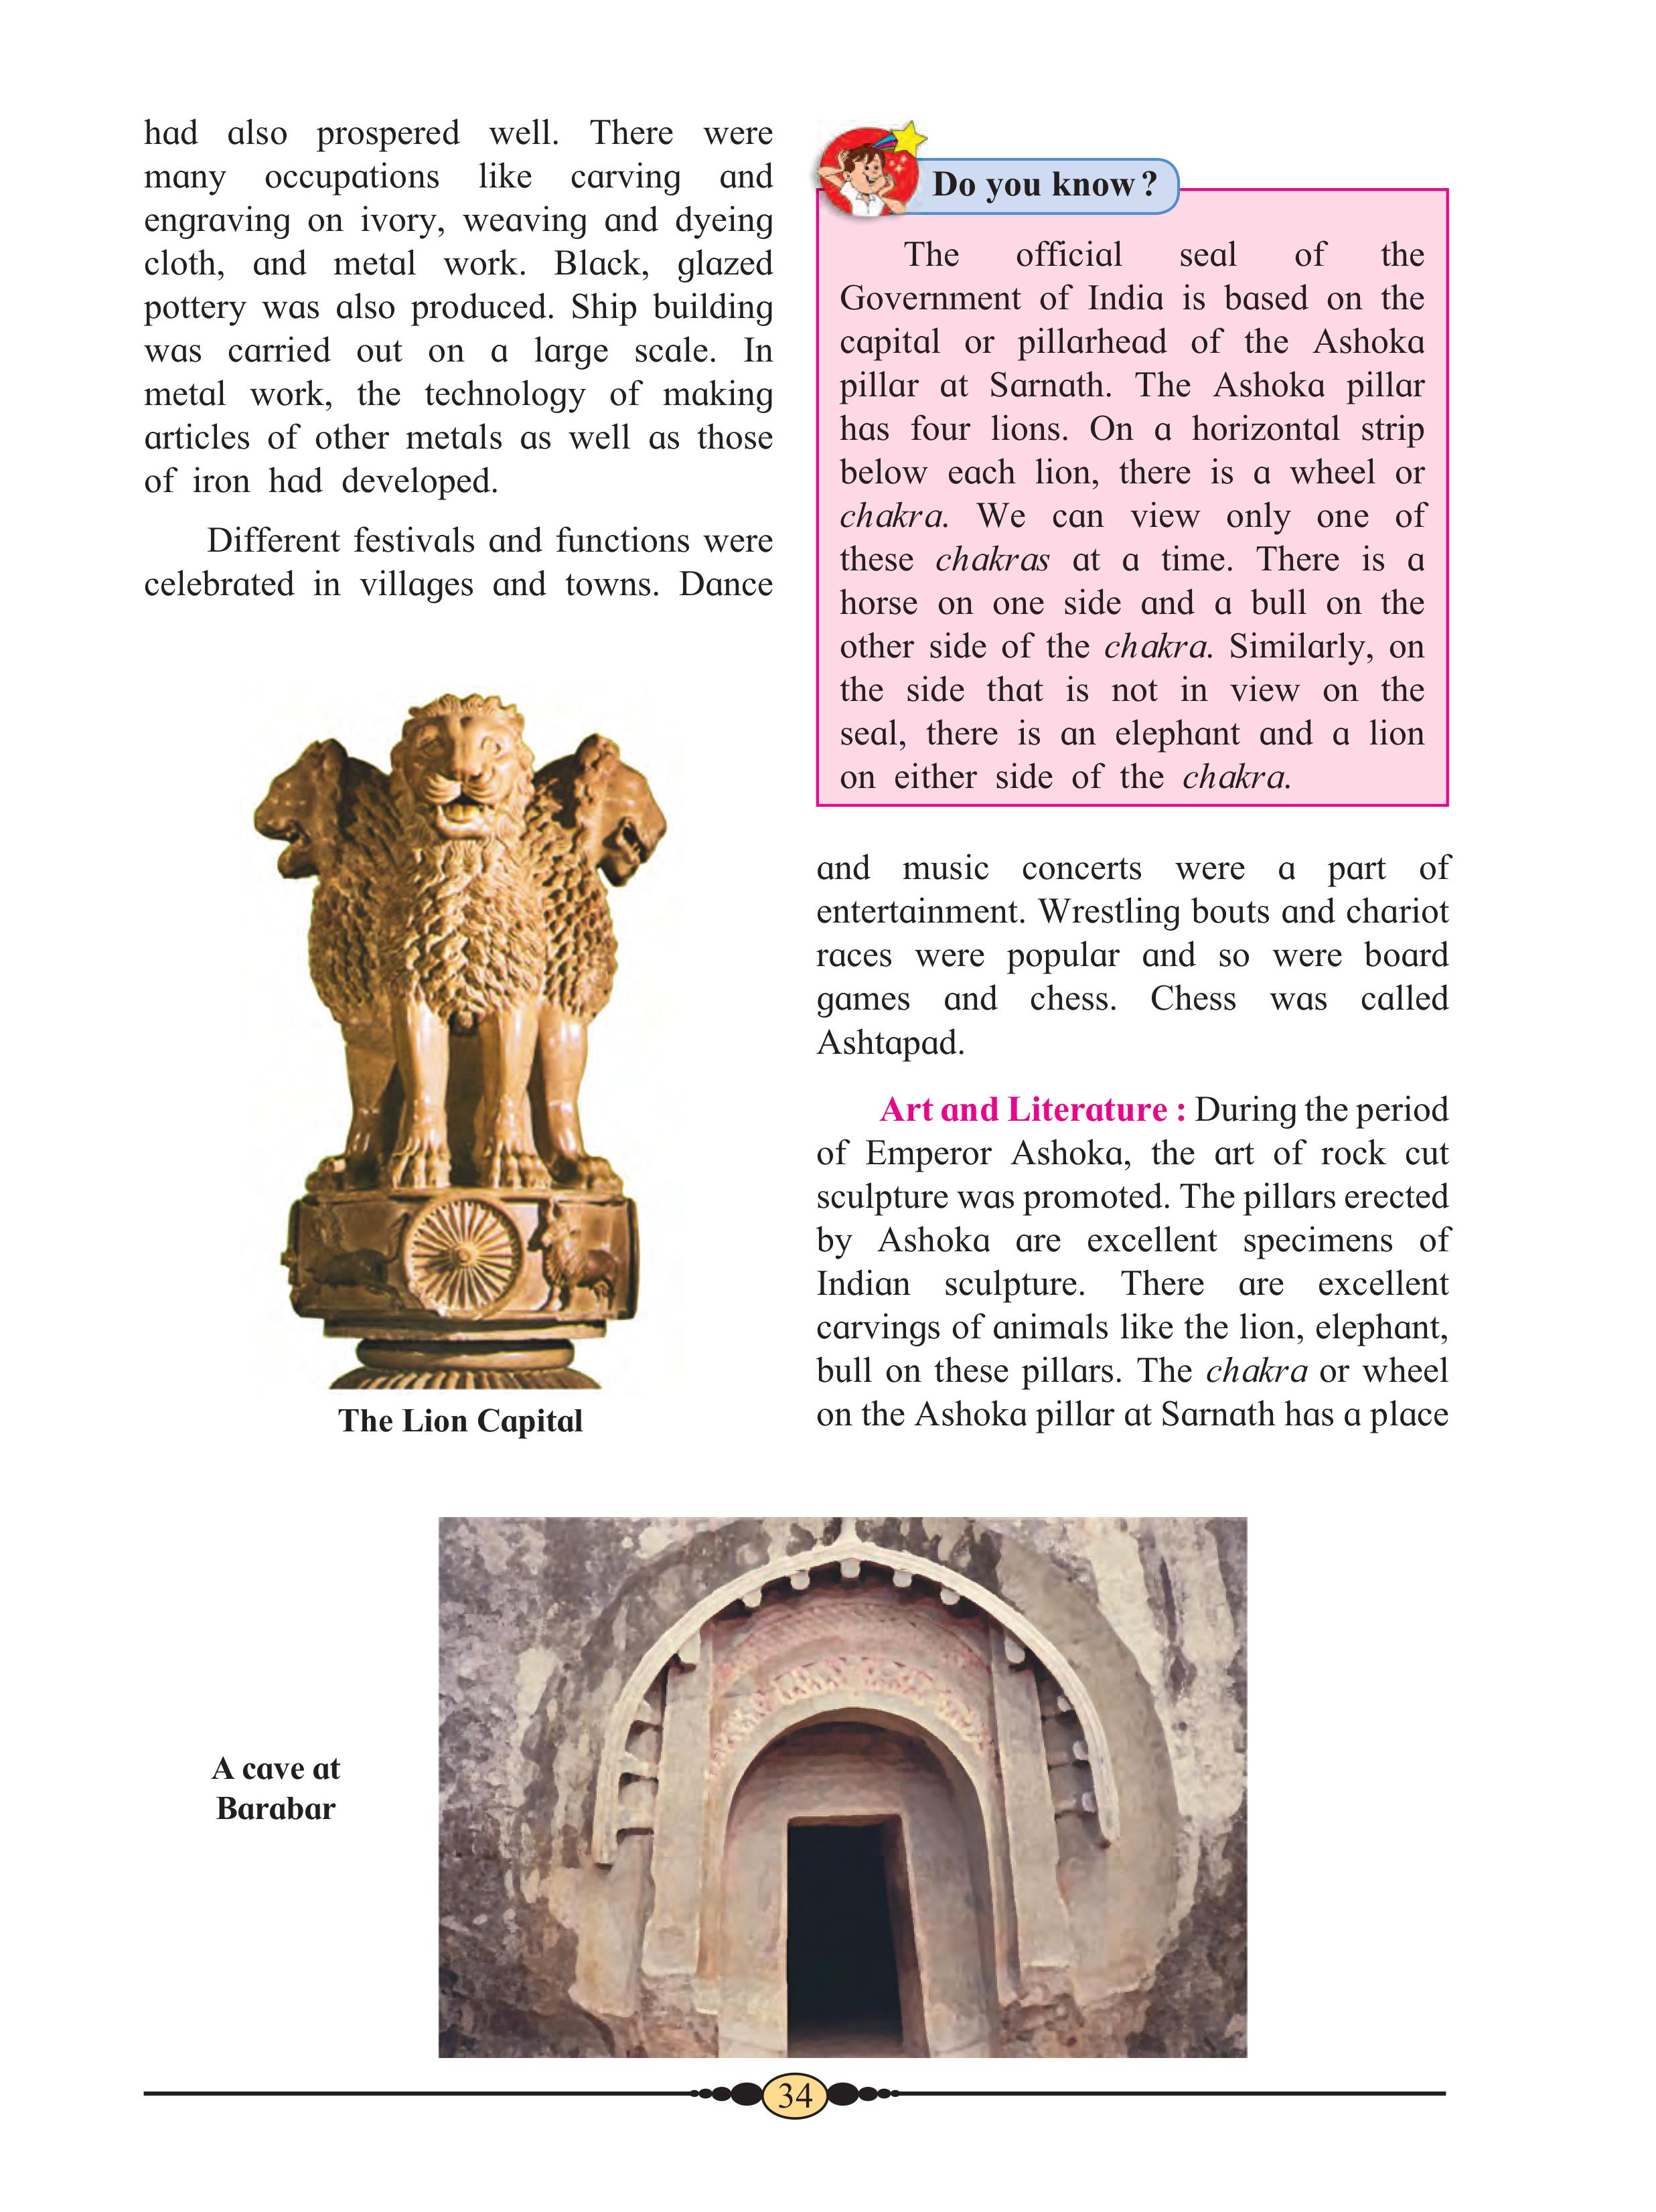 had also prospered well. There were
many occupations like carving and
engraving on ivory, weaving and dyeing
cloth, and metal work. Black, glazed
pottery was also produced. Ship building
was carried out on a large scale. In
metal work, the technology of making
articles of other metals as well as those
of iron had developed.
Different festivals and functions were
celebrated in villages and towns. Dance
The Lion Capital
Do you know ?
The official seal of the
Government of India is based on the
capital or pillarhead of the Ashoka
pillar at Sarnath. The Ashoka pillar
has four lions. On a horizontal strip
below each lion, there is a wheel or
chakra. We can view only one of
these chakras at a time. There is a
horse on one side and a bull on the
other side of the chakra. Similarly, on
the side that is not in view on the
seal, there is an elephant and a lion
on either side of the chakra.
and music concerts were a part of
entertainment. Wrestling bouts and chariot
races were popular and so were board
games and chess. Chess was called
Ashtapad.
Art and Literature : During the period
of Emperor Ashoka, the art of rock cut
sculpture was promoted. The pillars erected
by Ashoka are excellent specimens of
Indian sculpture. There are excellent
carvings of animals like the lion, elephant,
bull on these pillars. The chakra or wheel
on the Ashoka pillar at Sarnath has a place
A cave at
Barabar
34